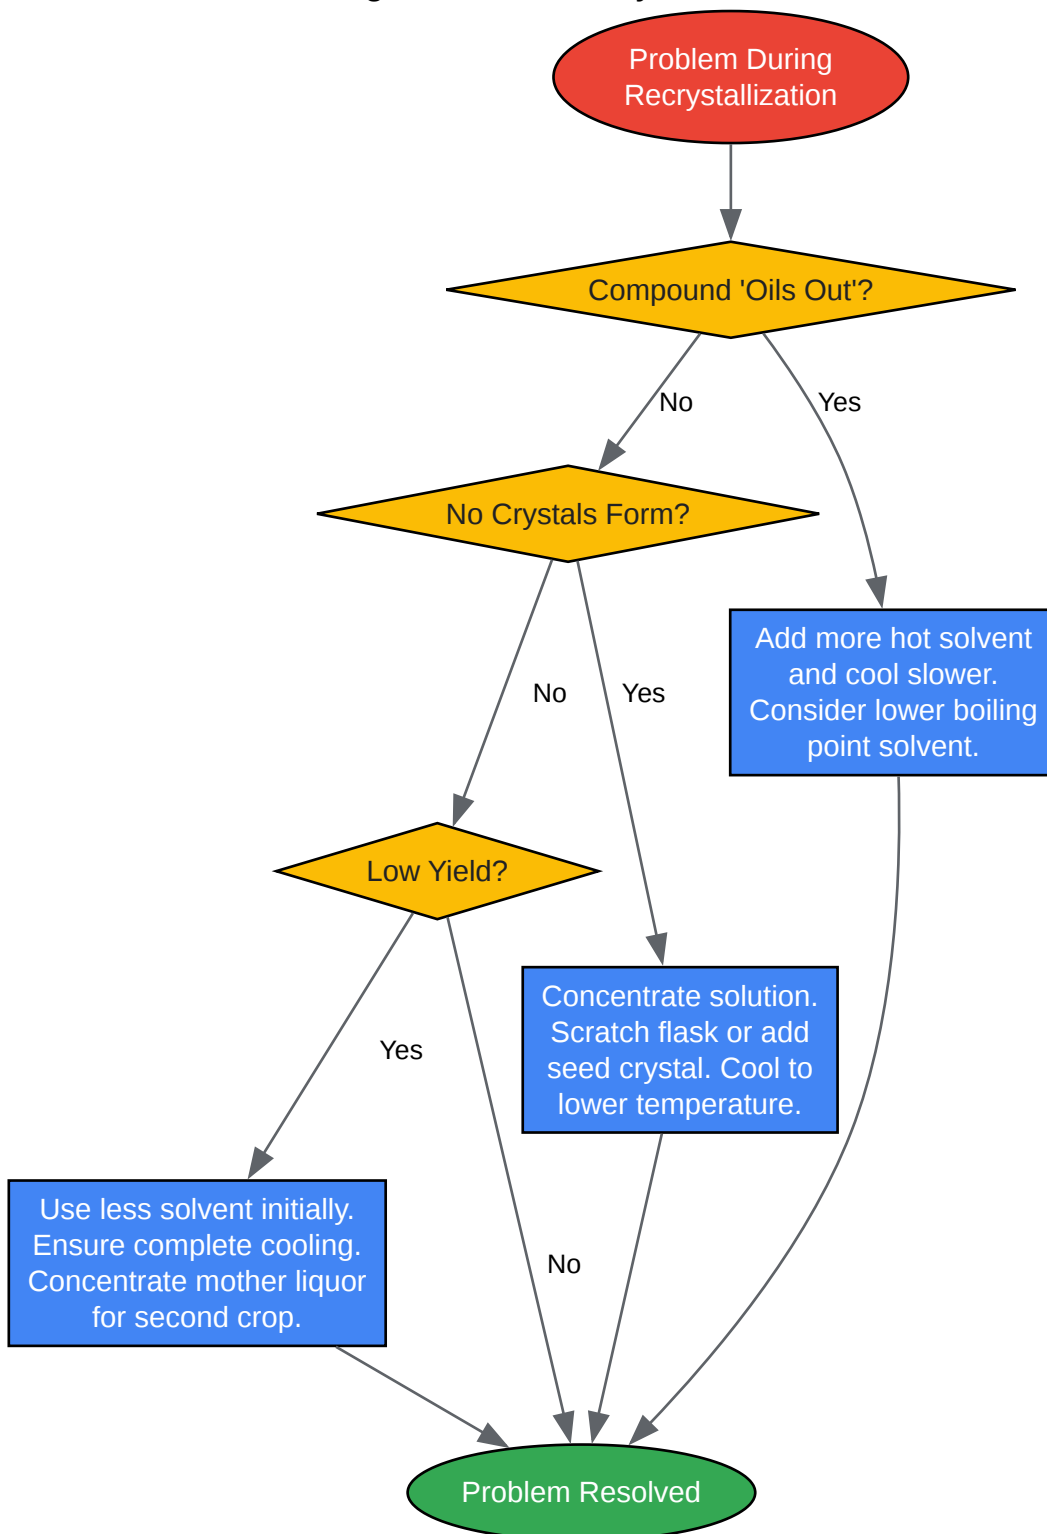 Problem During
Recrystallization
Compound 'Oils Out'?
No
Yes
No Crystals Form?
Add more hot solvent
and cool slower.
Consider lower boiling
point solvent.
No
Yes
Low Yield?
Concentrate solution.
Scratch flask or add
seed crystal. Cool to
lower temperature.
Yes
Use less solvent initially.
Ensure complete cooling.
Concentrate mother liquor
for second crop.
No
Problem Resolved